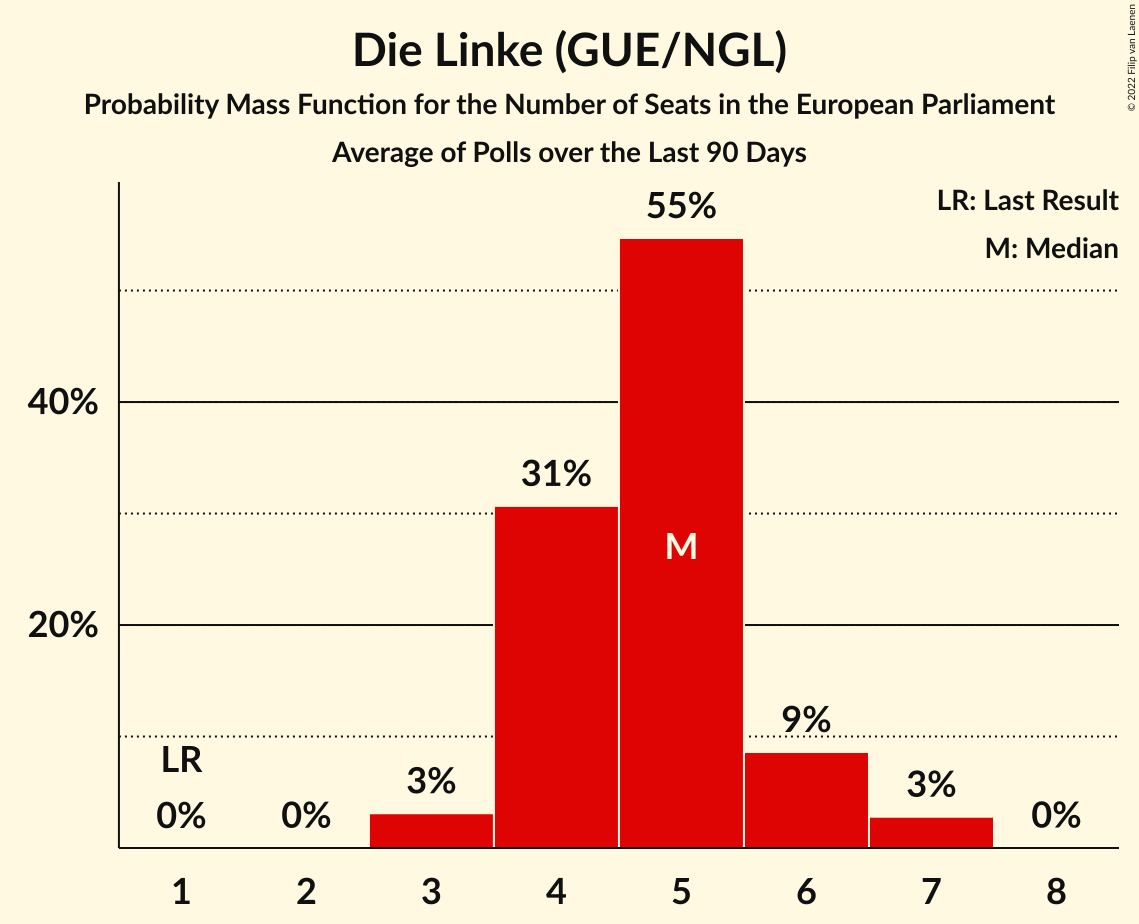 Die Linke (GUE/NGL)
Probability Mass Function for the Number of Seats in the European Parliament
Average of Polls over the Last 90 Days
© 2022 Filip van Laenen
LR: Last Result
M: Median
55%
40%
31%
M
20%
9%
LR
3%
3%
0%
0%
0%
1 2 3 4 5 6 7 8